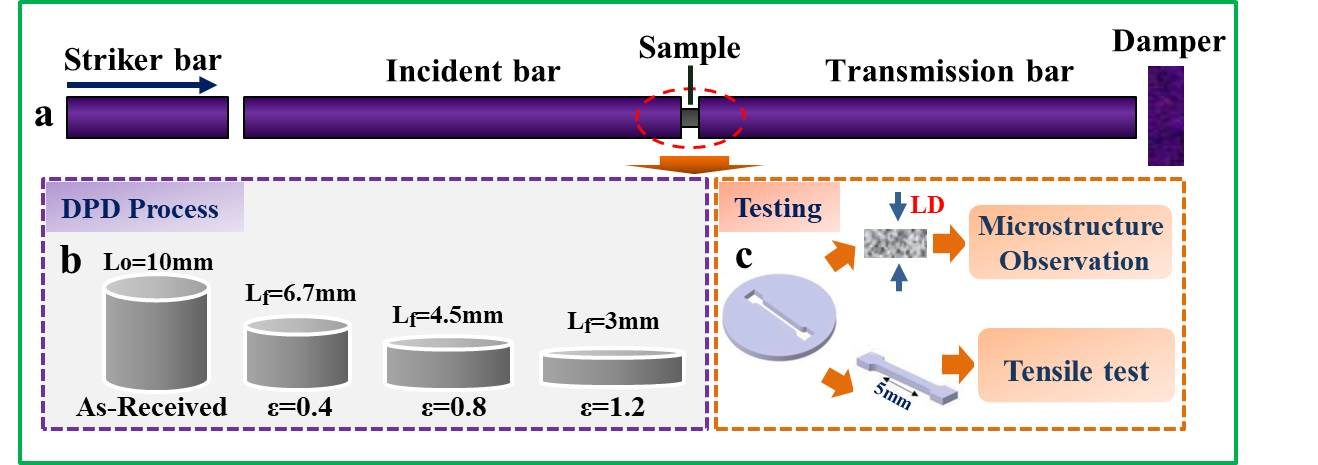 a
Striker bar
Incident bar
Sample
Transmission bar
Damper
DPD Process
b
Lo=10mm
Lf=6.7mm
Lf=4.5mm
Lf=3mm
As-Received
ε=0.4
ε=0.8
ε=1.2
Testing
c
LD
Microstructure
Observation
5mm
Tensile test